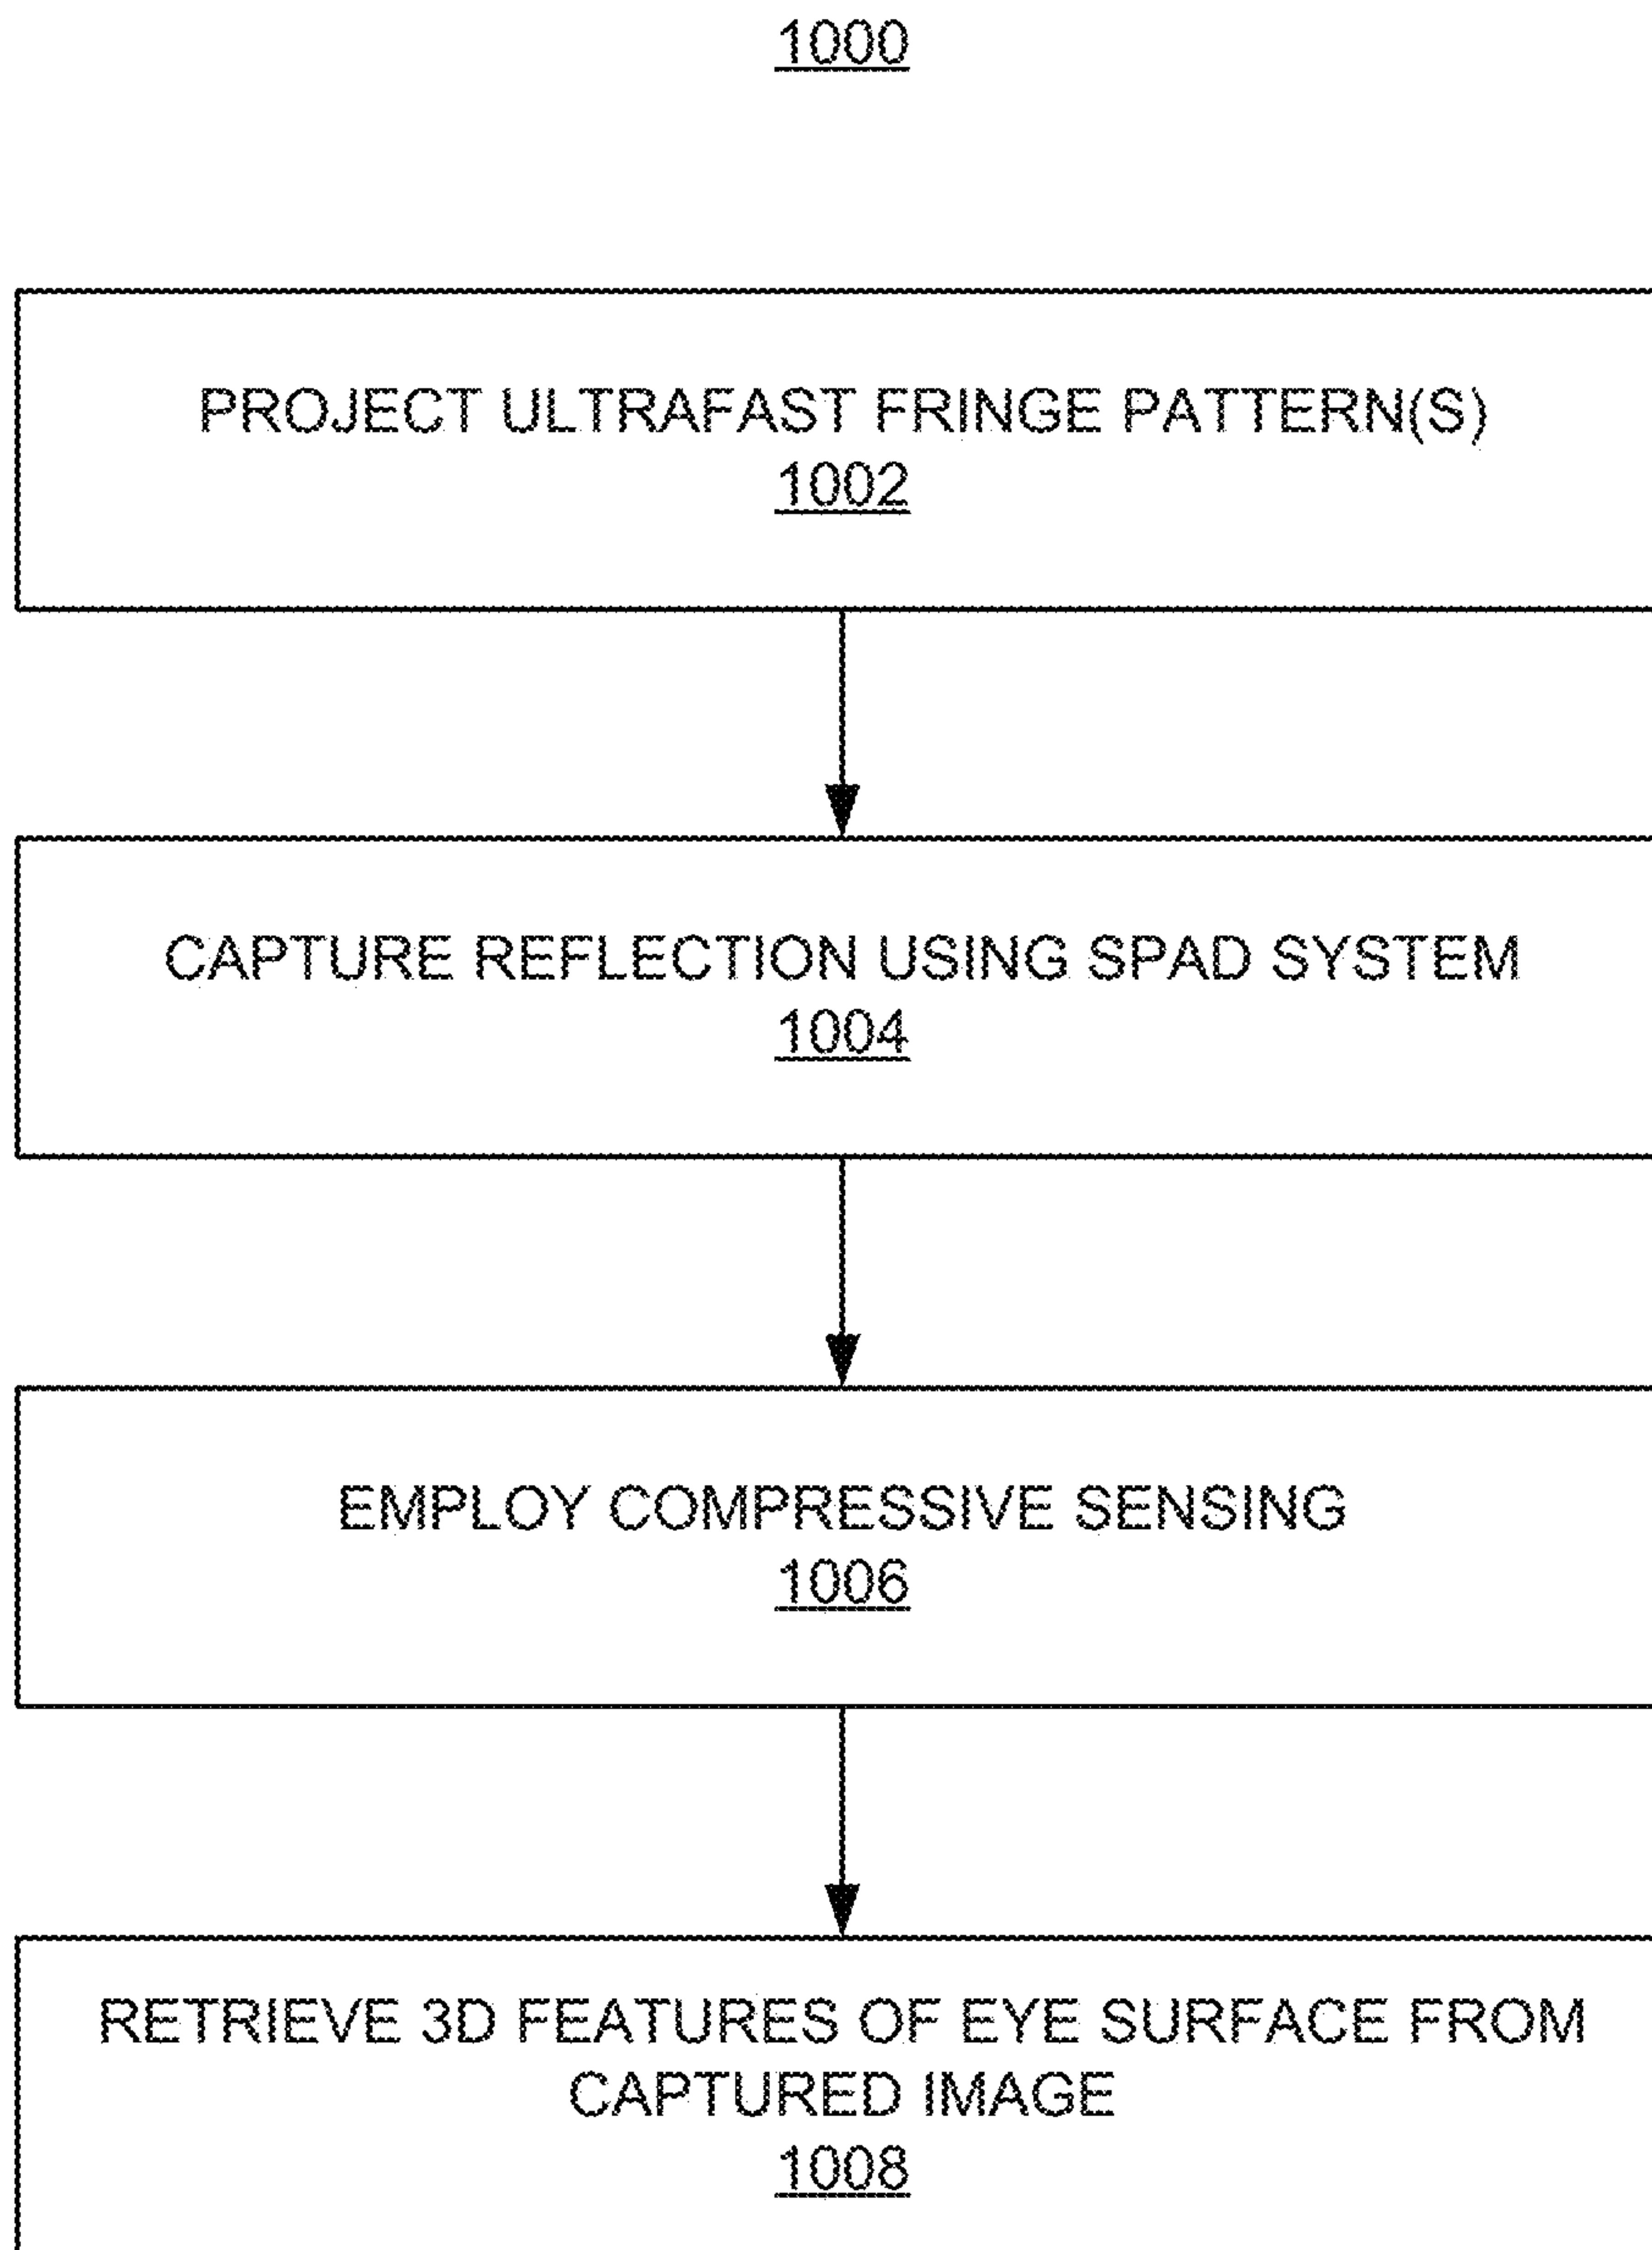 1000
PROJECT ULTRAFAST FRINGE PATTERN(S)
1002
CAPTURE REFLECTION USING SPAD SYSTEM
1004
EMPLOY COMPRESSIVE SENSING
1006
RETRIEVE 3D FEATURES OF EYE SURFACE FROM
CAPTURED IMAGE
1008